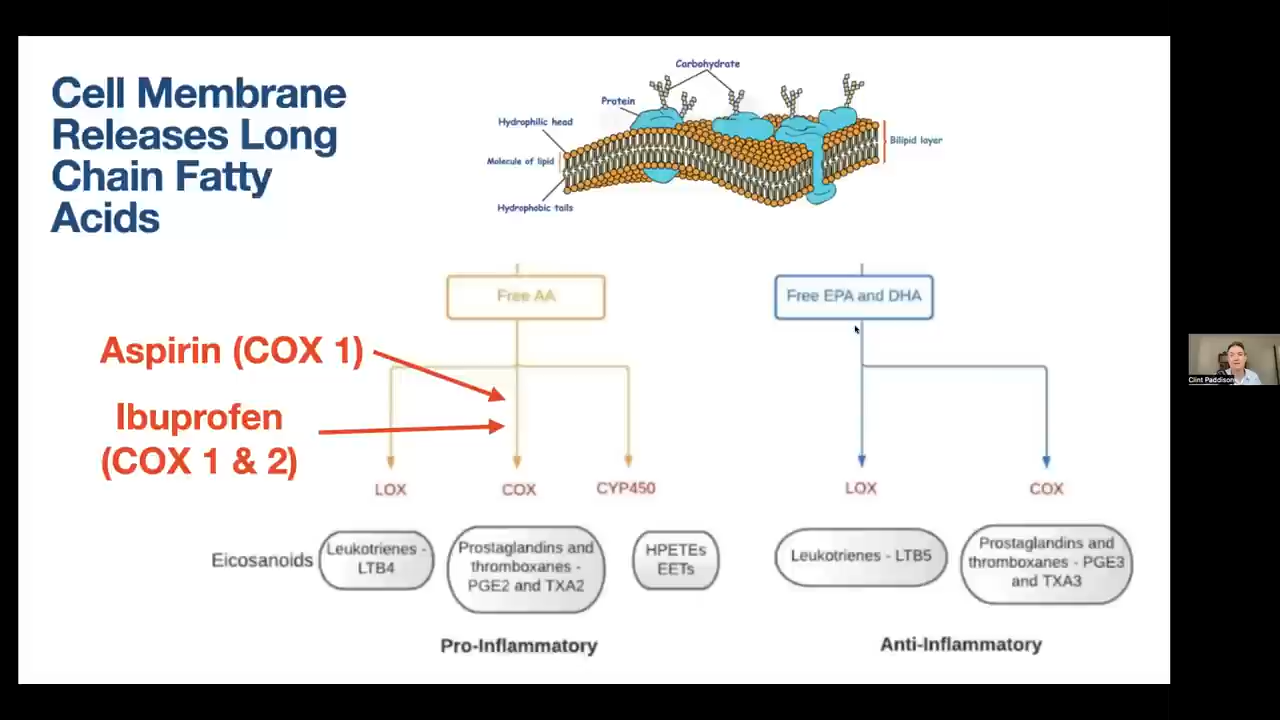 Cell Membrane
Releases Long
Chain Fatty
Acids
Carbohydrate
Protein
Hydrophilic head
Molecule of lipid
Hydrophobic tails
Bilipid layer
Free AA
Free EPA and DHA
Aspirin (COX 1)
Ibuprofen
(COX 1 & 2)
LOX
COX
CYP450
LOX
COX
Eicosanoids
Leukotrienes -
LTB4
Prostaglandins and
thromboxanes -
PGE2 and TXA2
HPETEs
EETs
Leukotrienes - LTB5
Prostaglandins and
thromboxanes - PGE3
and TXA3
Pro-Inflammatory
Anti-Inflammatory
Clint Paddison